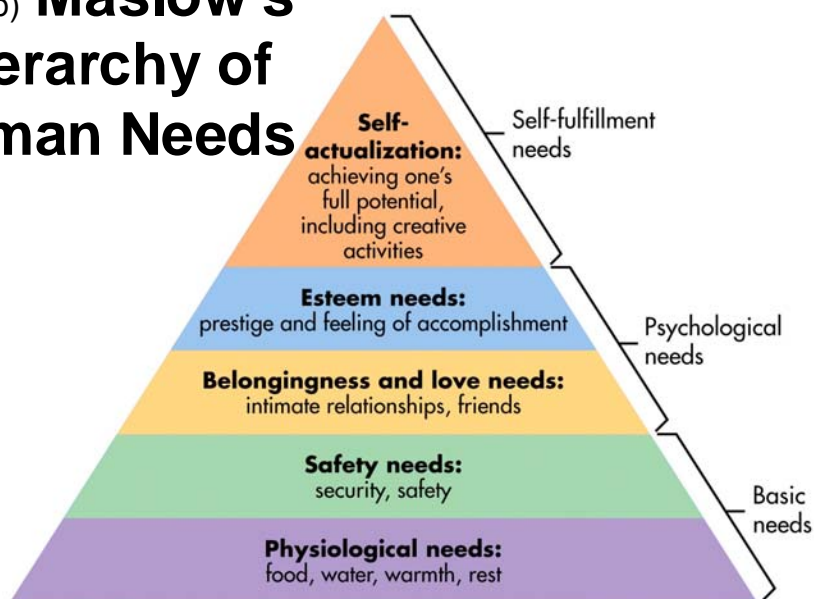 b) Maslow's
erarchy of
man Needs
Self-
actualization:
achieving one's
full potential,
including creative
activities
Self-fulfillment
needs
Esteem needs:
prestige and feeling of accomplishment
Psychological
needs
Belongingness and love needs:
intimate relationships, friends
Safety needs:
security, safety
Basic
needs
Physiological needs:
food, water, warmth, rest